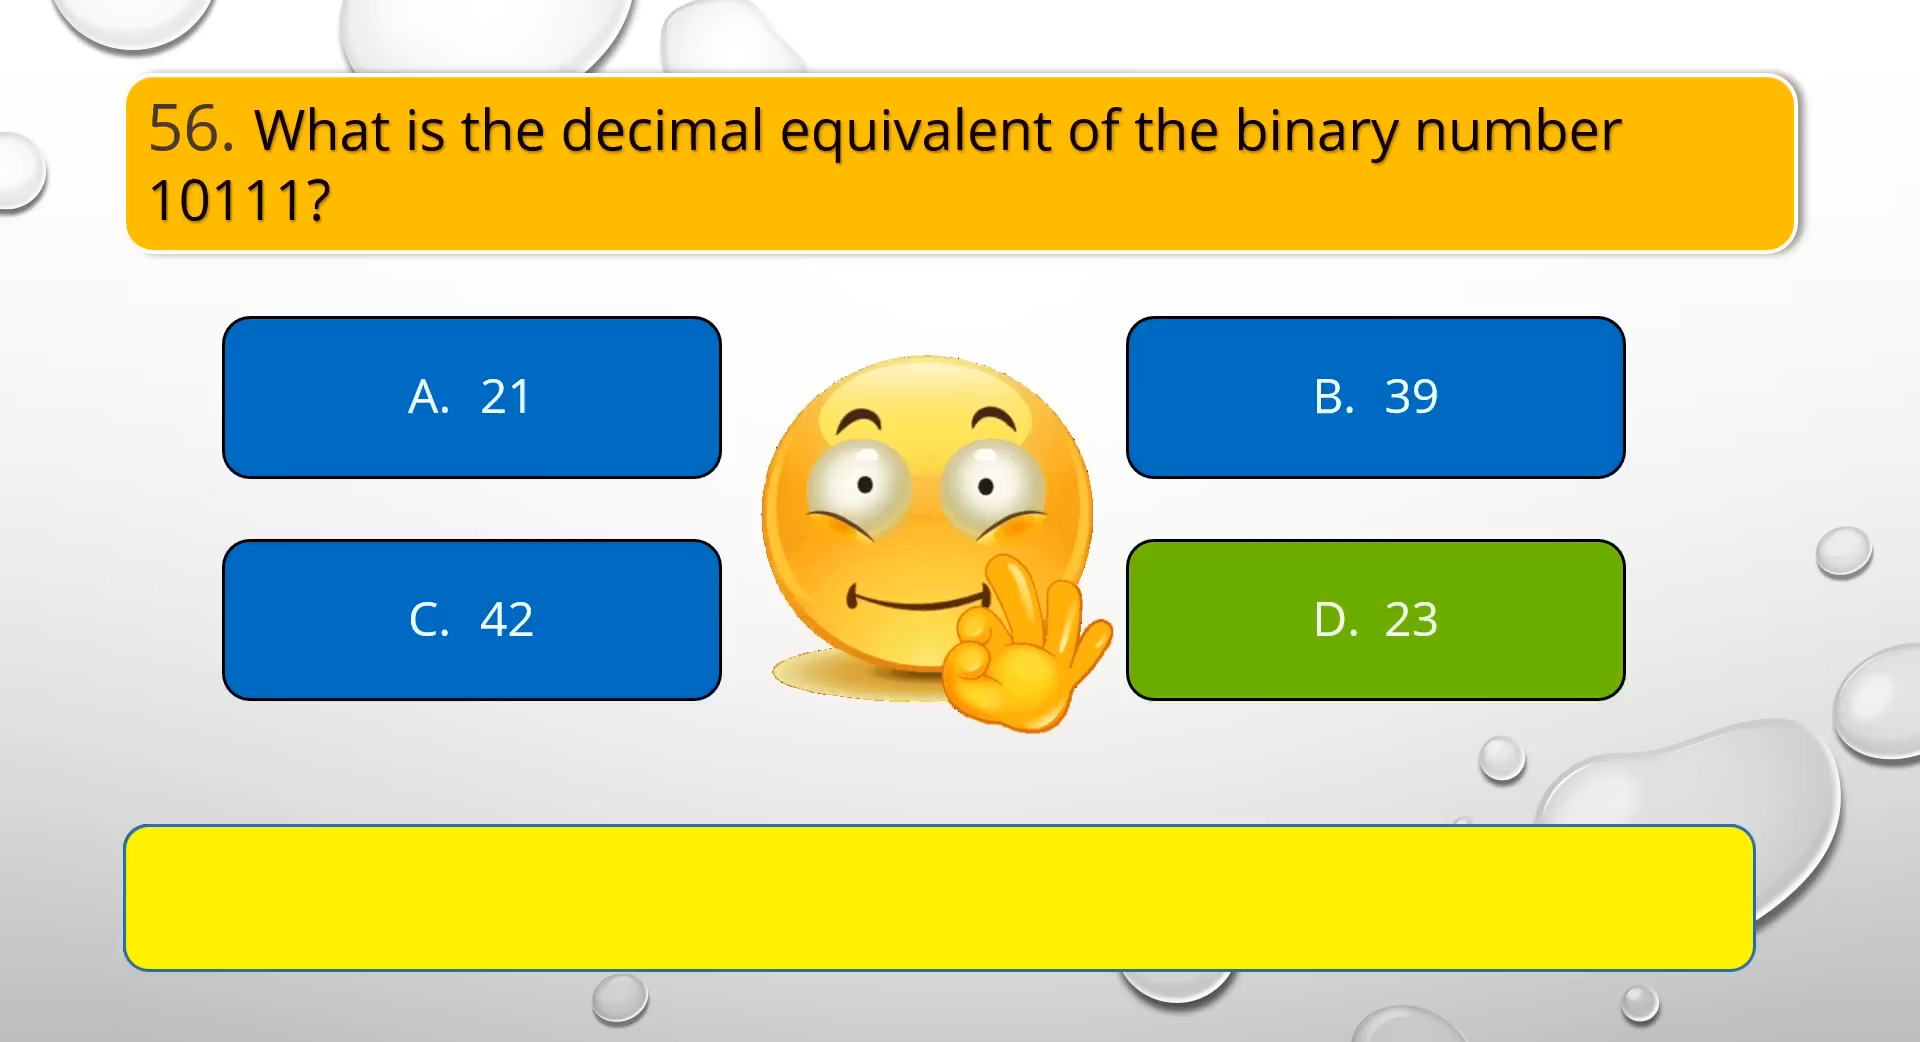 56. What is the decimal equivalent of the binary number
10111?
A. 21
B. 39
C. 42
D. 23